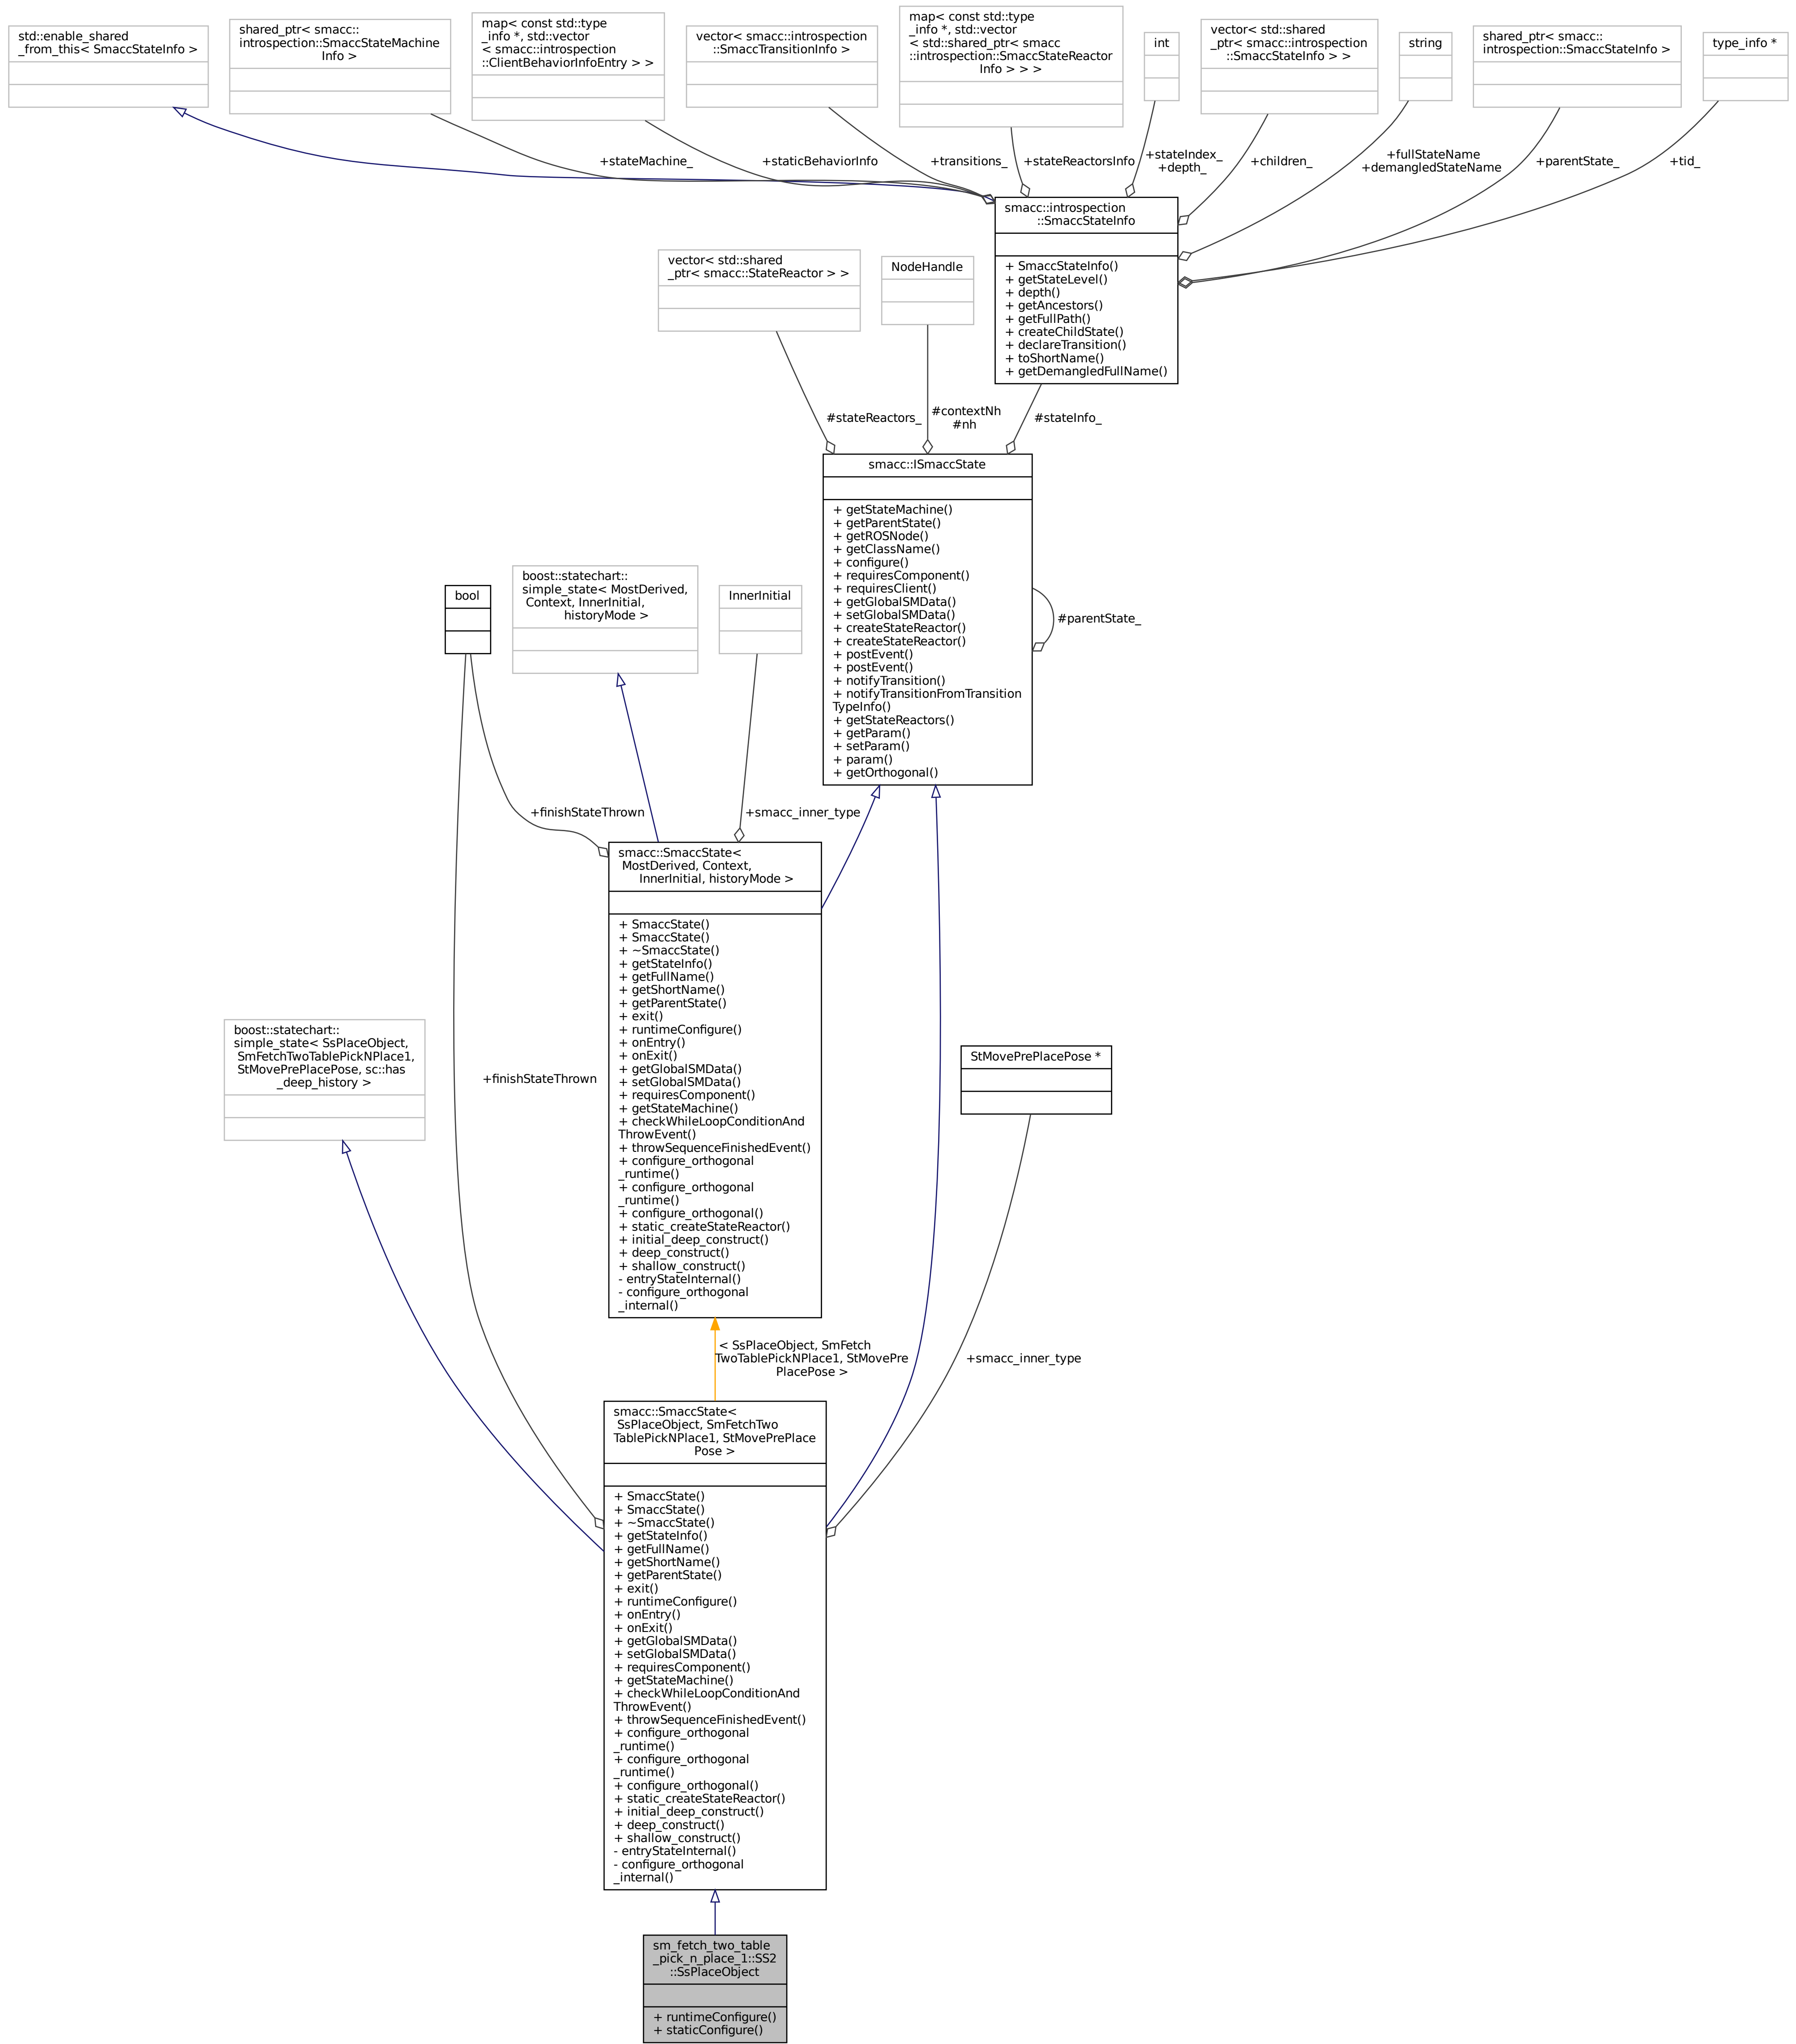 std::enable_shared
_from_this< SmaccStateInfo >
shared_ptr< smacc::
introspection::SmaccStateMachine
Info >
map< const std::type
_info *, std::vector
< smacc::introspection
::ClientBehaviorInfoEntry > >
vector< smacc::introspection
::SmaccTransitionInfo >
map< const std::type
_info *, std::vector
< std::shared_ptr< smacc
::introspection::SmaccStateReactor
Info > > >
int
vector< std::shared
_ptr< smacc::introspection
::SmaccStateInfo > >
string
shared_ptr< smacc::
introspection::SmaccStateInfo >
type_info *
+stateMachine_
+staticBehaviorInfo
+transitions_
+stateReactorsInfo
+stateIndex_
+depth_
+children_
+fullStateName
+demangledStateName
+parentState_
+tid_
smacc::introspection
::SmaccStateInfo
+ SmaccStateInfo()
+ getStateLevel()
+ depth()
+ getAncestors()
+ getFullPath()
+ createChildState()
+ declareTransition()
+ toShortName()
+ getDemangledFullName()
vector< std::shared
_ptr< smacc::StateReactor > >
NodeHandle
#stateReactors_
#contextNh
#nh
#stateInfo_
smacc::ISmaccState
+ getStateMachine()
+ getParentState()
+ getROSNode()
+ getClassName()
+ configure()
+ requiresComponent()
+ requiresClient()
+ getGlobalSMData()
+ setGlobalSMData()
+ createStateReactor()
+ createStateReactor()
+ postEvent()
+ postEvent()
+ notifyTransition()
+ notifyTransitionFromTransition
TypeInfo()
+ getStateReactors()
+ getParam()
+ setParam()
+ param()
+ getOrthogonal()
#parentState_
bool
boost::statechart::
simple_state< MostDerived,
Context, InnerInitial,
historyMode >
InnerInitial
+finishStateThrown
+smacc_inner_type
smacc::SmaccState<
MostDerived, Context,
InnerInitial, historyMode >
+ SmaccState()
+ SmaccState()
+ ~SmaccState()
+ getStateInfo()
+ getFullName()
+ getShortName()
+ getParentState()
+ exit()
+ runtimeConfigure()
+ onEntry()
+ onExit()
+ getGlobalSMData()
+ setGlobalSMData()
+ requiresComponent()
+ getStateMachine()
+ checkWhileLoopConditionAnd
ThrowEvent()
+ throwSequenceFinishedEvent()
+ configure_orthogonal
_runtime()
+ configure_orthogonal
_runtime()
+ configure_orthogonal()
+ static_createStateReactor()
+ initial_deep_construct()
+ deep_construct()
+ shallow_construct()
- entryStateInternal()
- configure_orthogonal
_internal()
boost::statechart::
simple_state< SsPlaceObject,
SmFetchTwoTablePickNPlace1,
StMovePrePlacePose, sc::has
_deep_history >
+finishStateThrown
StMovePrePlacePose *
< SsPlaceObject, SmFetch
TwoTablePickNPlace1, StMovePre
PlacePose >
+smacc_inner_type
smacc::SmaccState<
SsPlaceObject, SmFetchTwo
TablePickNPlace1, StMovePrePlace
Pose >
+ SmaccState()
+ SmaccState()
+ ~SmaccState()
+ getStateInfo()
+ getFullName()
+ getShortName()
+ getParentState()
+ exit()
+ runtimeConfigure()
+ onEntry()
+ onExit()
+ getGlobalSMData()
+ setGlobalSMData()
+ requiresComponent()
+ getStateMachine()
+ checkWhileLoopConditionAnd
ThrowEvent()
+ throwSequenceFinishedEvent()
+ configure_orthogonal
_runtime()
+ configure_orthogonal
_runtime()
+ configure_orthogonal()
+ static_createStateReactor()
+ initial_deep_construct()
+ deep_construct()
+ shallow_construct()
- entryStateInternal()
- configure_orthogonal
_internal()
sm_fetch_two_table
_pick_n_place_1::SS2
::SsPlaceObject
+ runtimeConfigure()
+ staticConfigure()